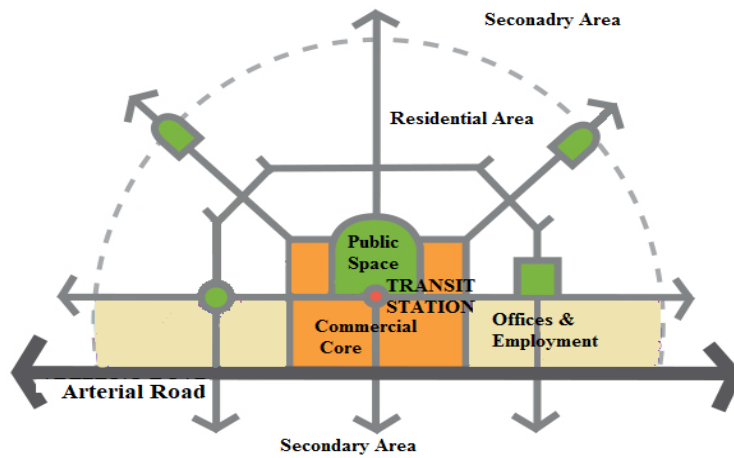 Seconadry Area
Residential Area
Public
Space
TRANSIT
STATION
Commercial
Core
Offices &
Employment
Arterial Road
Secondary Area